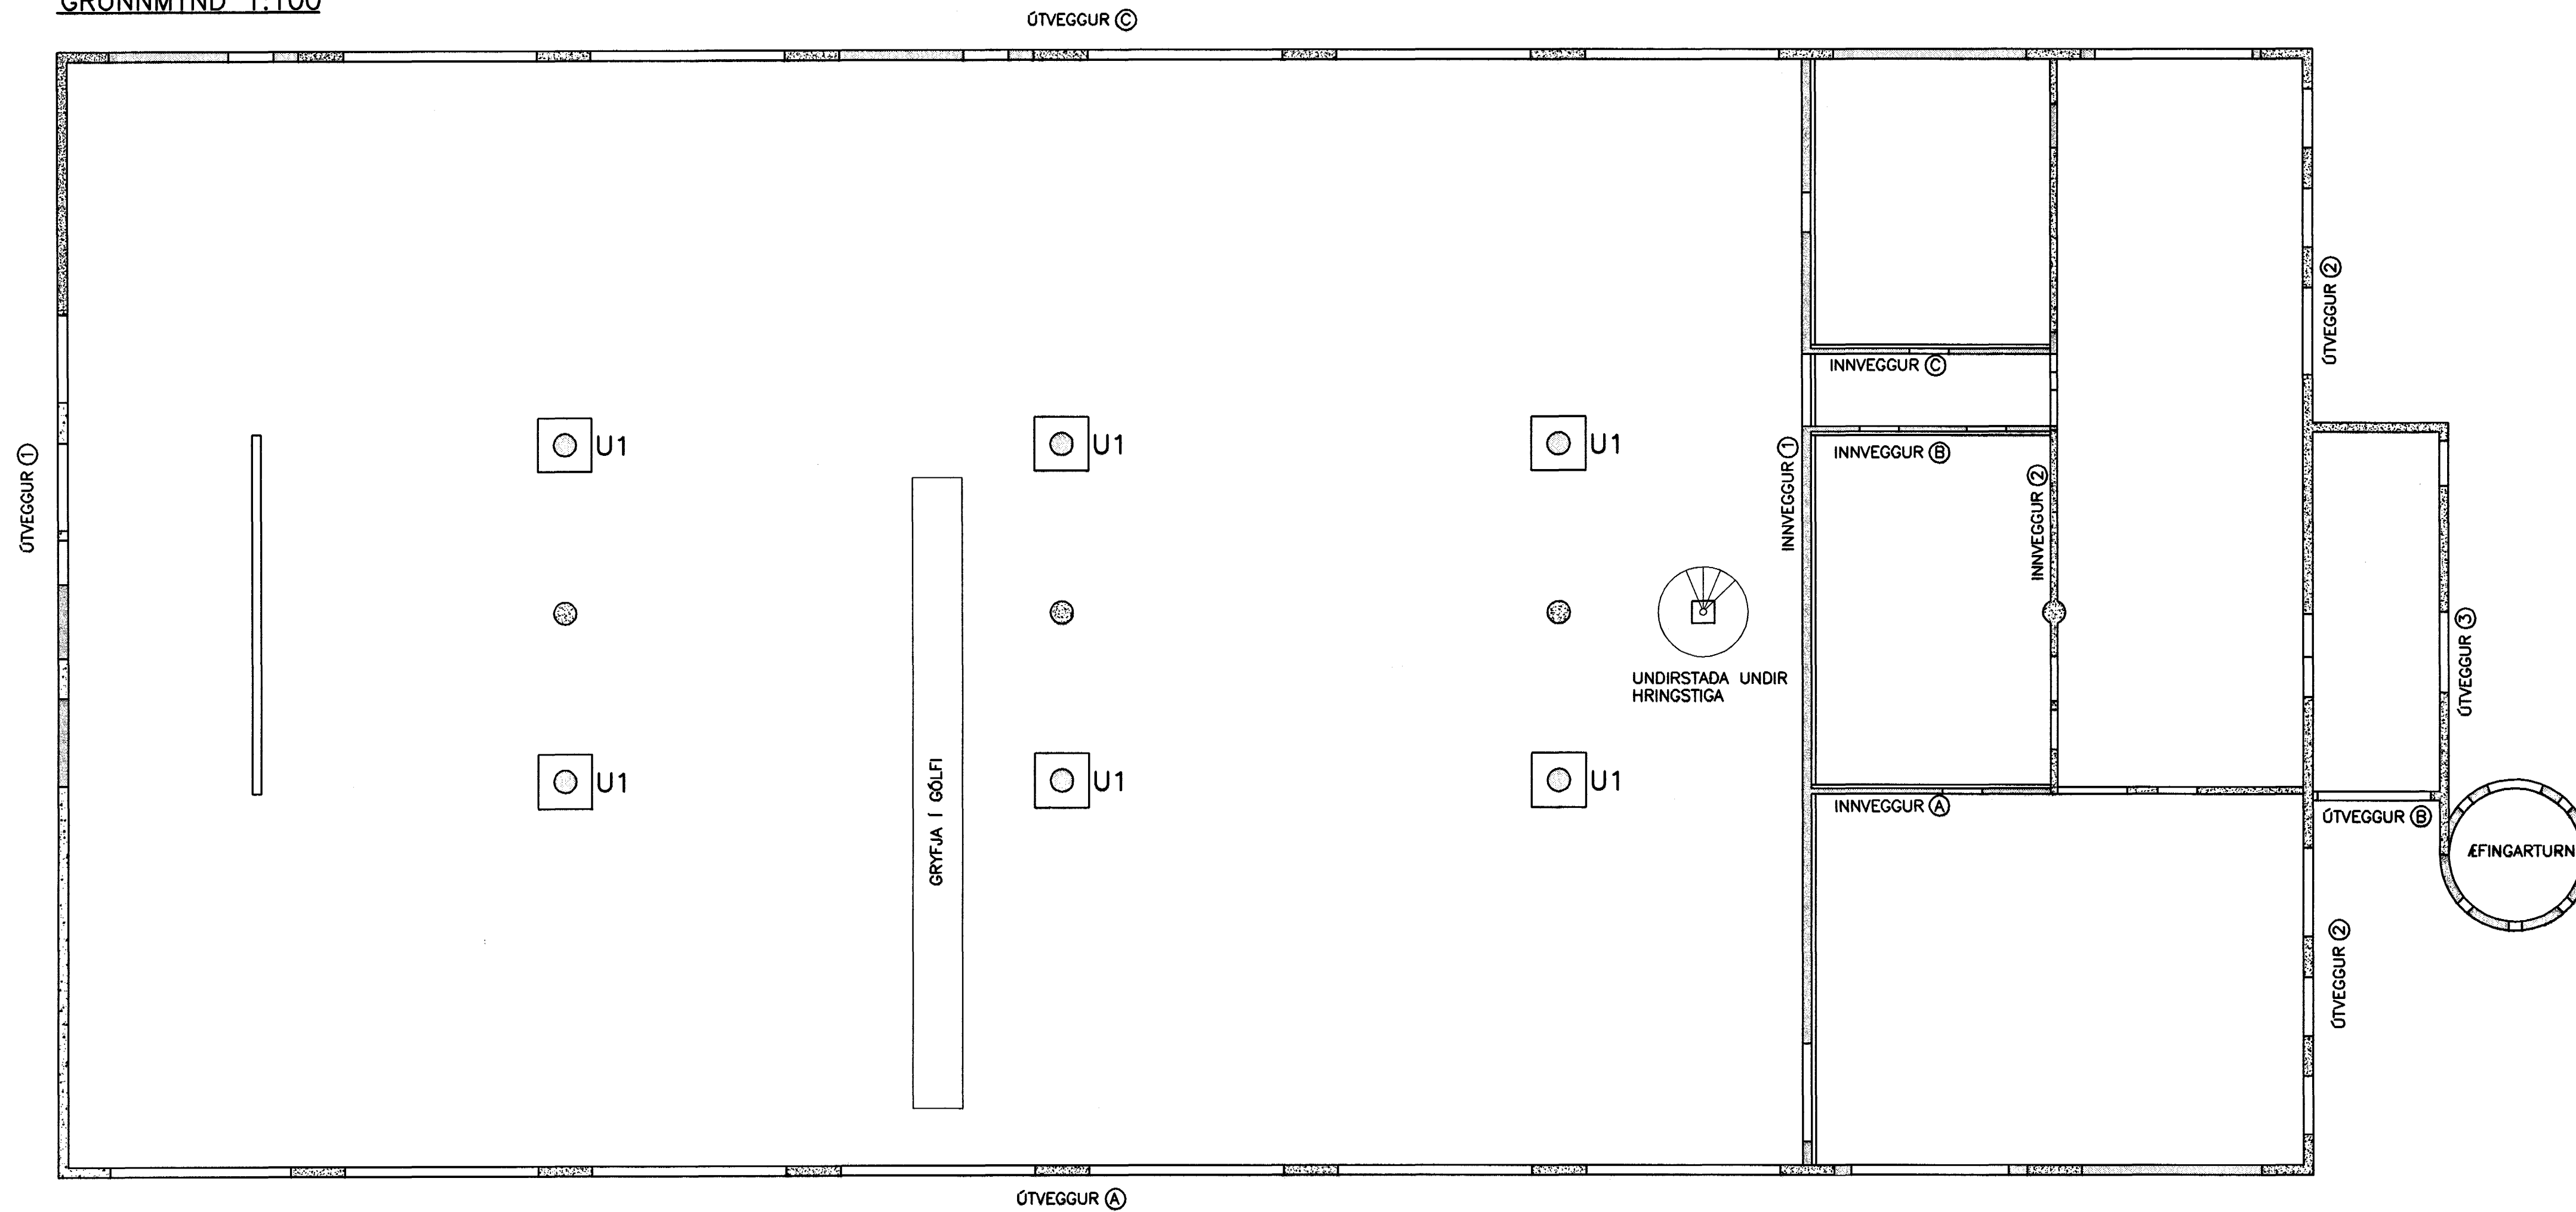 GRUNNMYND 1:100
ÚTVEGGUR Ⓒ
ÚTVEGGUR ②
INNVEGGUR Ⓒ
ÚTVEGGUR ①
U1
U1
U1
INNVEGGUR ①
INNVEGGUR Ⓑ
INNVEGGUR ②
UNDIRSTADA UNDIR
HRINGSTIGA
ÚTVEGGUR ③
U1
U1
U1
GRYFJA Í GÓLFI
INNVEGGUR Ⓐ
ÚTVEGGUR Ⓑ
ÆFINGARTURN
ÚTVEGGUR ②
ÚTVEGGUR Ⓐ